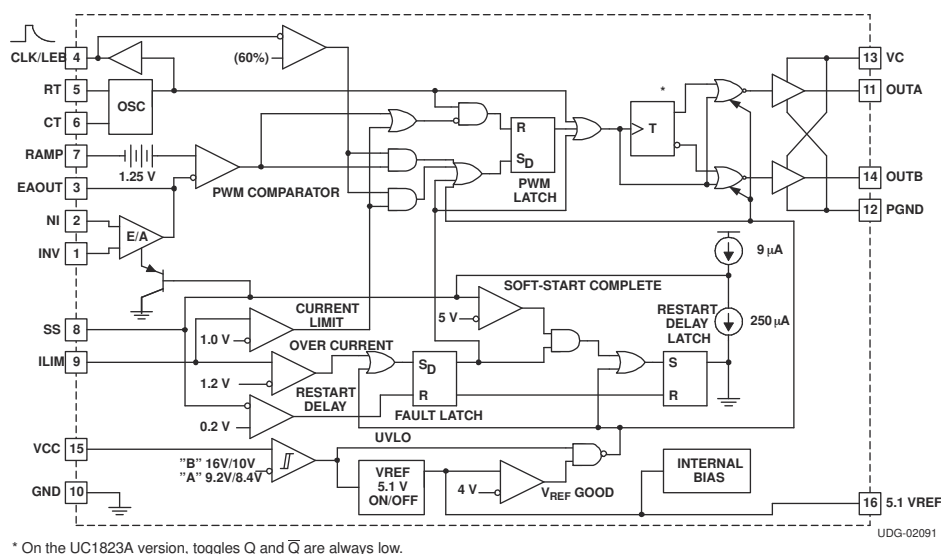 CLK/LEB 4
(60%)
13 VC
RT 5
OSC
11 OUTA
CT 6
*
T
R
S_D
RAMP 7
1.25 V
PWM COMPARATOR
PWM
LATCH
EAOUT 3
14 OUTB
NI 2
12 PGND
E/A
INV 1
9 µA
SOFT-START COMPLETE
SS 8
CURRENT
LIMIT
5 V
RESTART
DELAY
LATCH
250 µA
1.0 V
ILIM 9
OVER CURRENT
S_D
R
S
R
1.2 V
RESTART
DELAY
FAULT LATCH
0.2 V
UVLO
VCC 15
"B" 16V/10V
"A" 9.2V/8.4V
VREF
5.1 V
ON/OFF
4 V
V_REF GOOD
INTERNAL
BIAS
GND 10
16 5.1 VREF
UDG-02091
* On the UC1823A version, toggles Q and Q̅ are always low.